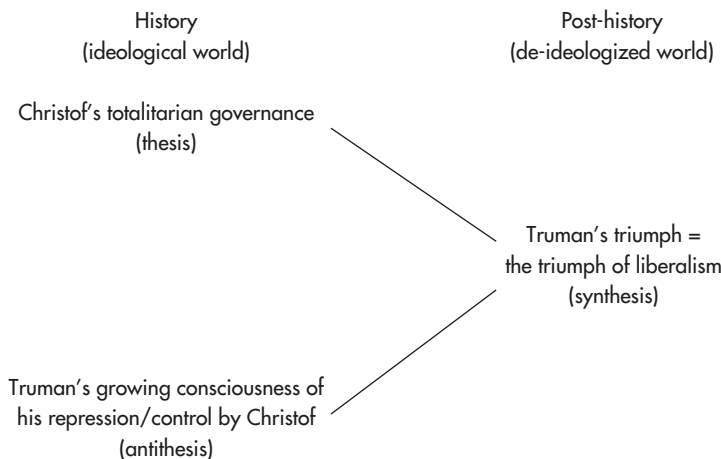 History
(ideological world)
Post-history
(de-ideologized world)
Christof’s totalitarian governance
(thesis)
Truman’s triumph =
the triumph of liberalism
(synthesis)
Truman’s growing consciousness of
his repression/control by Christof
(antithesis)